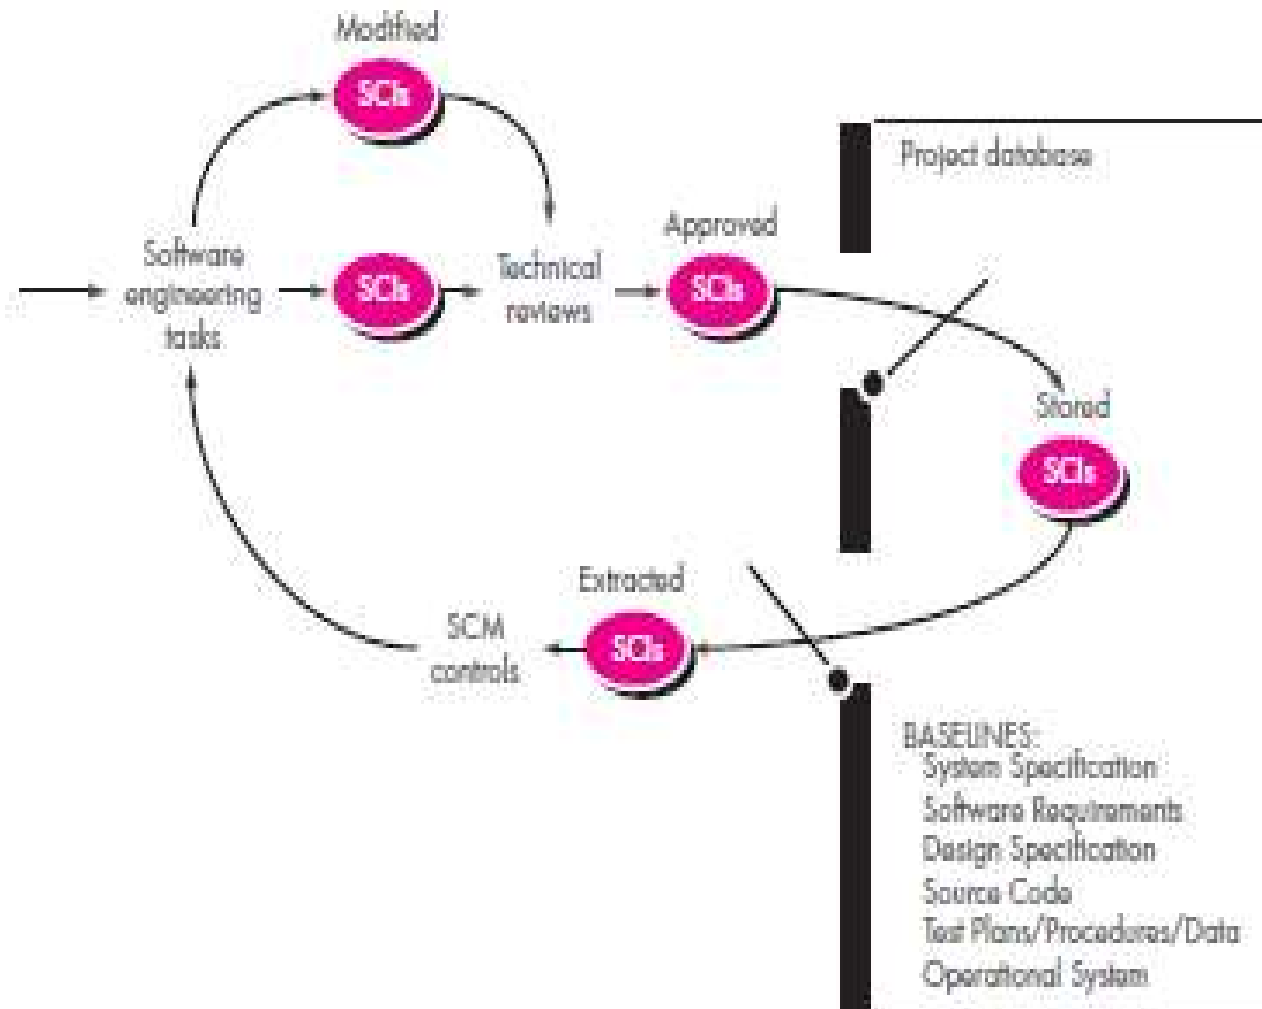 Modified
SCIs
Project database
Approved
Software
engineering
tasks
SCIs
Technical
reviews
SCIs
Stored
SCIs
Extracted
SCIs
SCM
controls
BASELINES:
System Specification
Software Requirements
Design Specification
Source Code
Test Plans/Procedures/Data
Operational System